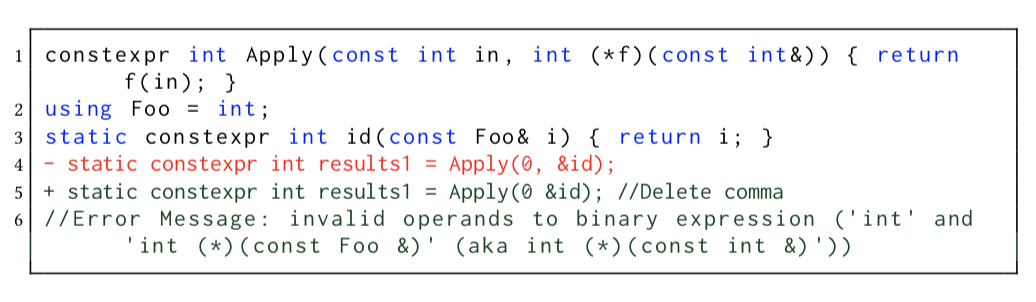 1 constexpr int Apply(const int in, int (*f)(const int&)) { return
f(in); }
2 using Foo = int;
3 static constexpr int id(const Foo& i) { return i; }
4 - static constexpr int results1 = Apply(0, &id);
5 + static constexpr int results1 = Apply(0 &id); //Delete comma
6 //Error Message: invalid operands to binary expression ('int' and
'int (*)(const Foo &)' (aka int (*)(const int &)'))